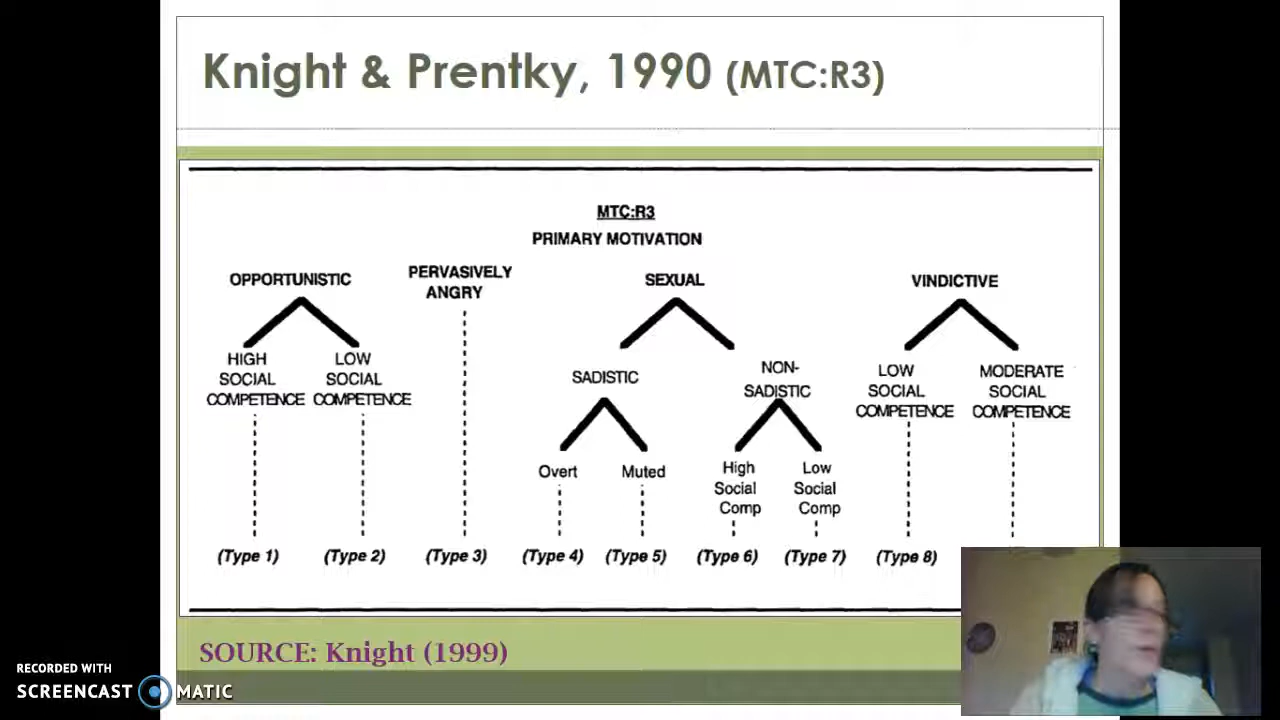 Knight & Prentky, 1990 (MTC:R3)
MTC:R3
PRIMARY MOTIVATION
OPPORTUNISTIC
PERVASIVELY
ANGRY
SEXUAL
VINDICTIVE
HIGH
SOCIAL
COMPETENCE
LOW
SOCIAL
COMPETENCE
SADISTIC
NON-
SADISTIC
LOW
SOCIAL
COMPETENCE
MODERATE
SOCIAL
COMPETENCE
Overt
Muted
High
Social
Comp
Low
Social
Comp
(Type 1)
(Type 2)
(Type 3)
(Type 4)
(Type 5)
(Type 6)
(Type 7)
(Type 8)
SOURCE: Knight (1999)
RECORDED WITH
SCREENCAST MATIC